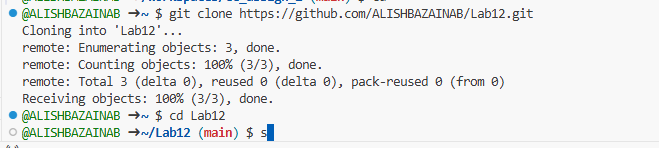 @ALISHBAZAINAB ➜~ $ git clone https://github.com/ALISHBAZAINAB/Lab12.git
Cloning into 'Lab12'...
remote: Enumerating objects: 3, done.
remote: Counting objects: 100% (3/3), done.
remote: Total 3 (delta 0), reused 0 (delta 0), pack-reused 0 (from 0)
Receiving objects: 100% (3/3), done.
@ALISHBAZAINAB ➜~ $ cd Lab12
@ALISHBAZAINAB ➜~/Lab12 (main) $ s